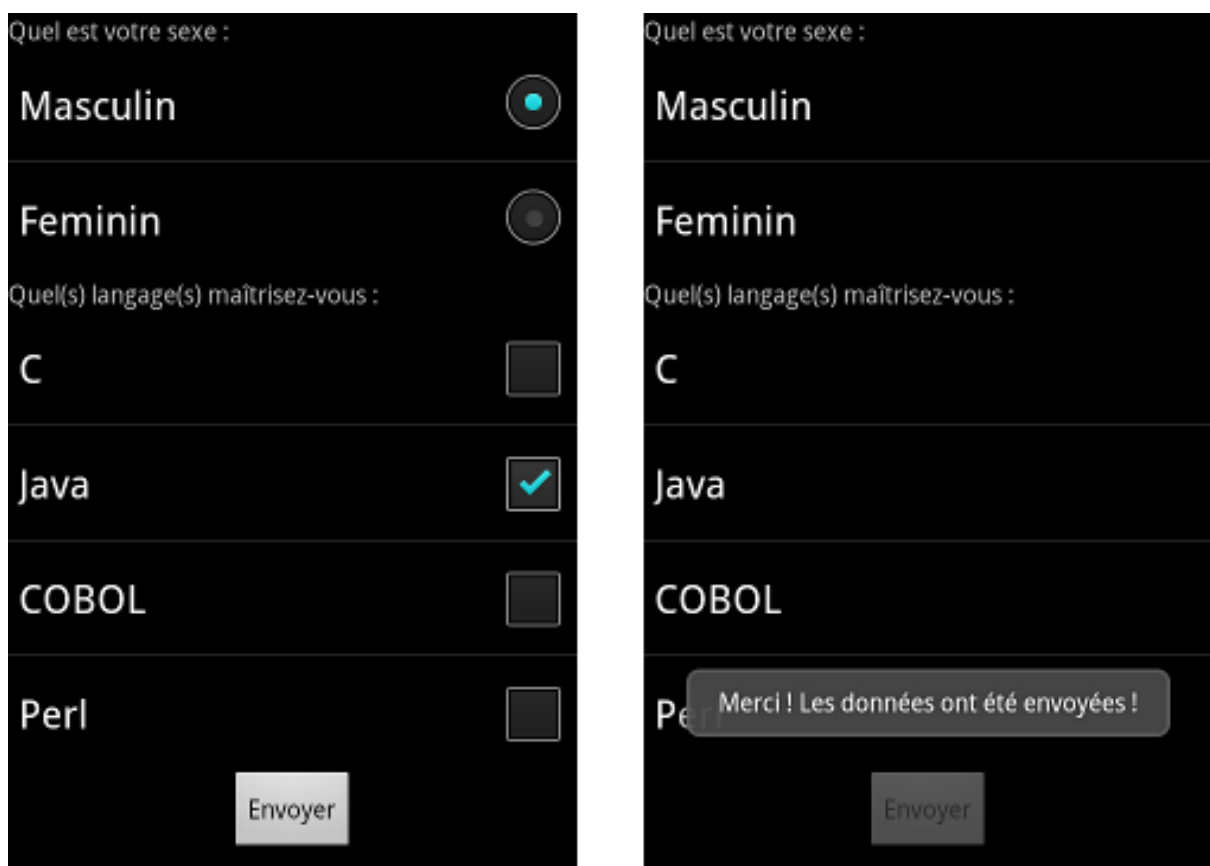 Quel est votre sexe :
Masculin
Feminin
Quel(s) langage(s) maîtrisez-vous :
C
Java
COBOL
Perl
Envoyer
Quel est votre sexe :
Masculin
Feminin
Quel(s) langage(s) maîtrisez-vous :
C
Java
COBOL
Perl
Merci ! Les données ont été envoyées !
Envoyer